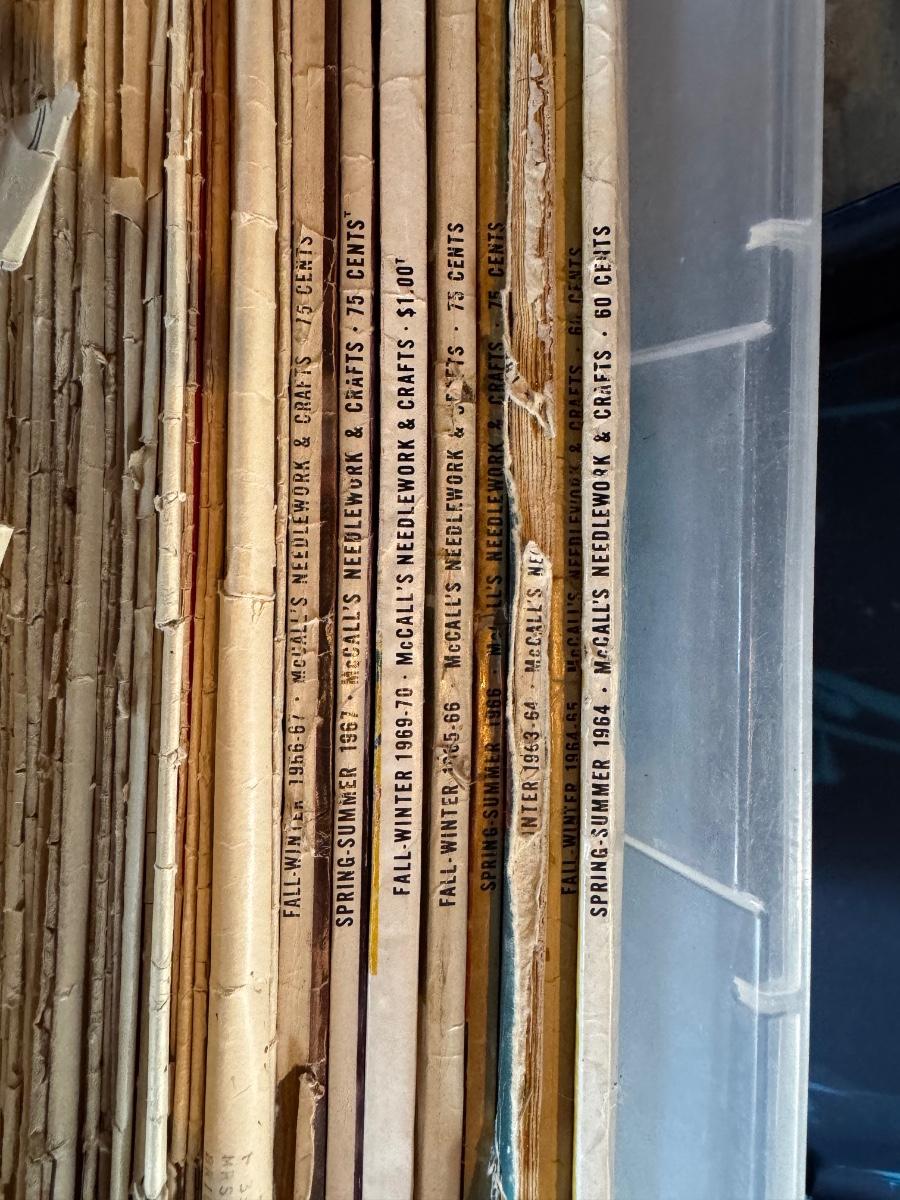 FALL-WINTER 1966-67 · McCALL'S NEEDLEWORK & CRAFTS · 75 CENTS
SPRING-SUMMER 1967 · McCALL'S NEEDLEWORK & CRAFTS · 75 CENTS T
FALL-WINTER 1969-70 · McCALL'S NEEDLEWORK & CRAFTS · $1.00 T
FALL-WINTER 1965-66 · McCALL'S NEEDLEWORK & CRAFTS · 75 CENTS
SPRING-SUMMER 1966 · McCALL'S NEEDLEWORK & CRAFTS · 75 CENTS
INTER 1963-64 · McCALL'S NE
FALL-WINTER 1964-65 · McCALL'S NEEDLEWORK & CRAFTS · 60 CENTS
SPRING-SUMMER 1964 · McCALL'S NEEDLEWORK & CRAFTS · 60 CENTS
MRS